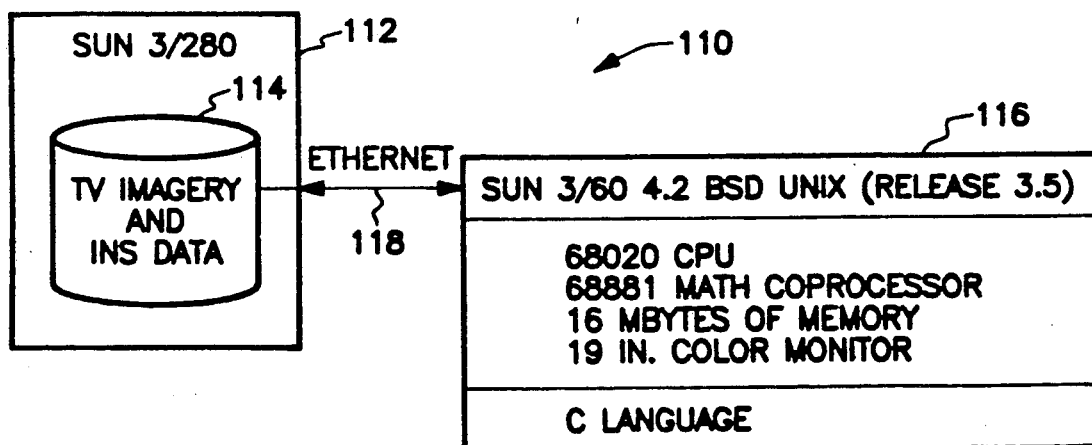 SUN 3/280
112
114
TV IMAGERY
AND
INS DATA
ETHERNET
118
110
116
SUN 3/60 4.2 BSD UNIX (RELEASE 3.5)
68020 CPU
68881 MATH COPROCESSOR
16 MBYTES OF MEMORY
19 IN. COLOR MONITOR
C LANGUAGE